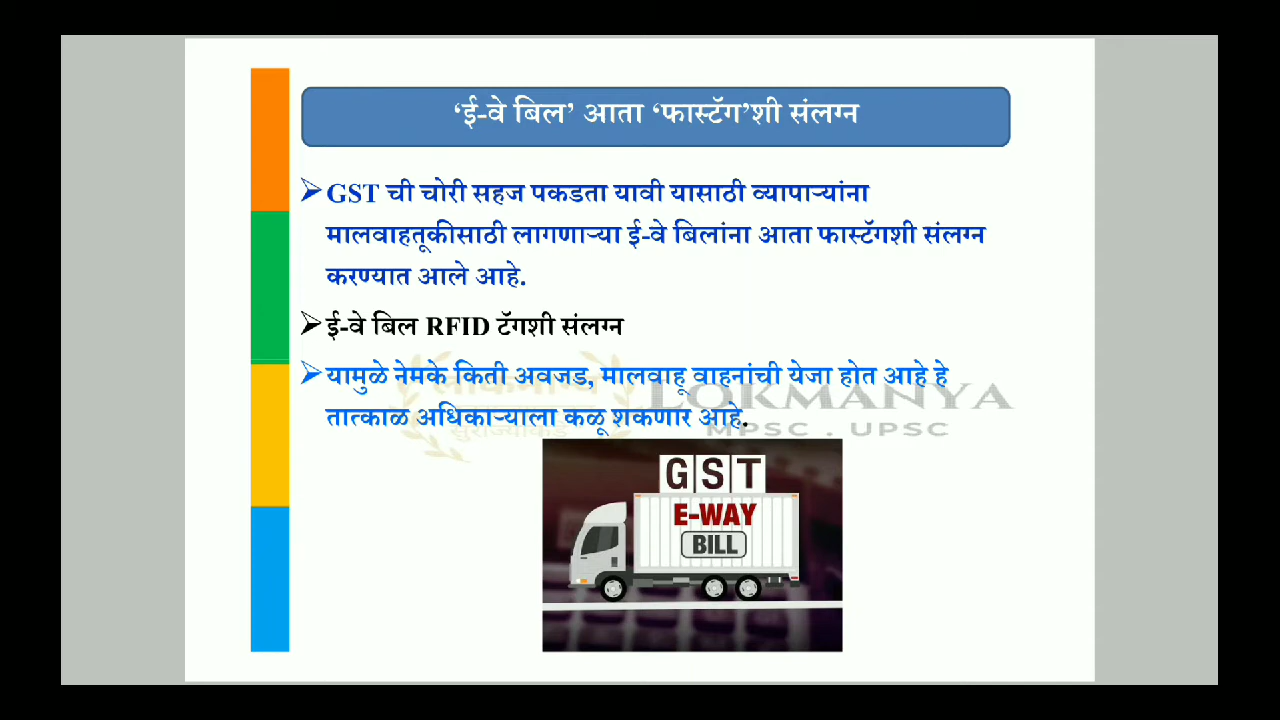 ‘ई-वे बिल’ आता ‘फास्टॅग’शी संलग्न
➢GST ची चोरी सहज पकडता यावी यासाठी व्यापाऱ्यांना
मालवाहतूकीसाठी लागणाऱ्या ई-वे बिलांना आता फास्टॅगशी संलग्न
करण्यात आले आहे.
➢ई-वे बिल RFID टॅगशी संलग्न
➢यामुळे नेमके किती अवजड, मालवाहू वाहनांची येजा होत आहे हे
तात्काळ अधिकाऱ्याला कळू शकणार आहे.
लोकमान्य
LOKMANYA
MPSC . UPSC
GST
E-WAY
BILL